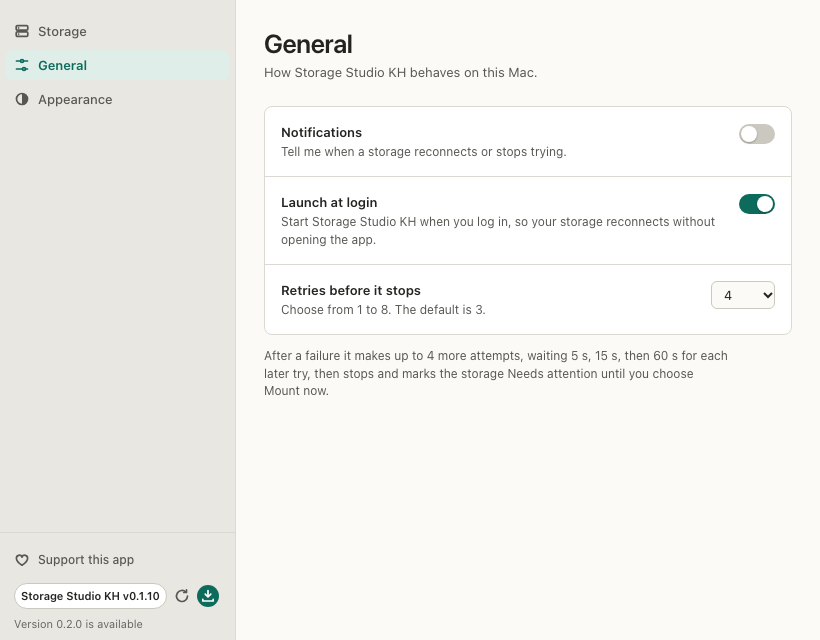 Storage
General
Appearance
General
How Storage Studio KH behaves on this Mac.
Notifications
Tell me when a storage reconnects or stops trying.
Launch at login
Start Storage Studio KH when you log in, so your storage reconnects without
opening the app.
Retries before it stops
4
Choose from 1 to 8. The default is 3.
After a failure it makes up to 4 more attempts, waiting 5 s, 15 s, then 60 s for each
later try, then stops and marks the storage Needs attention until you choose
Mount now.
Support this app
Storage Studio KH v0.1.10
Version 0.2.0 is available